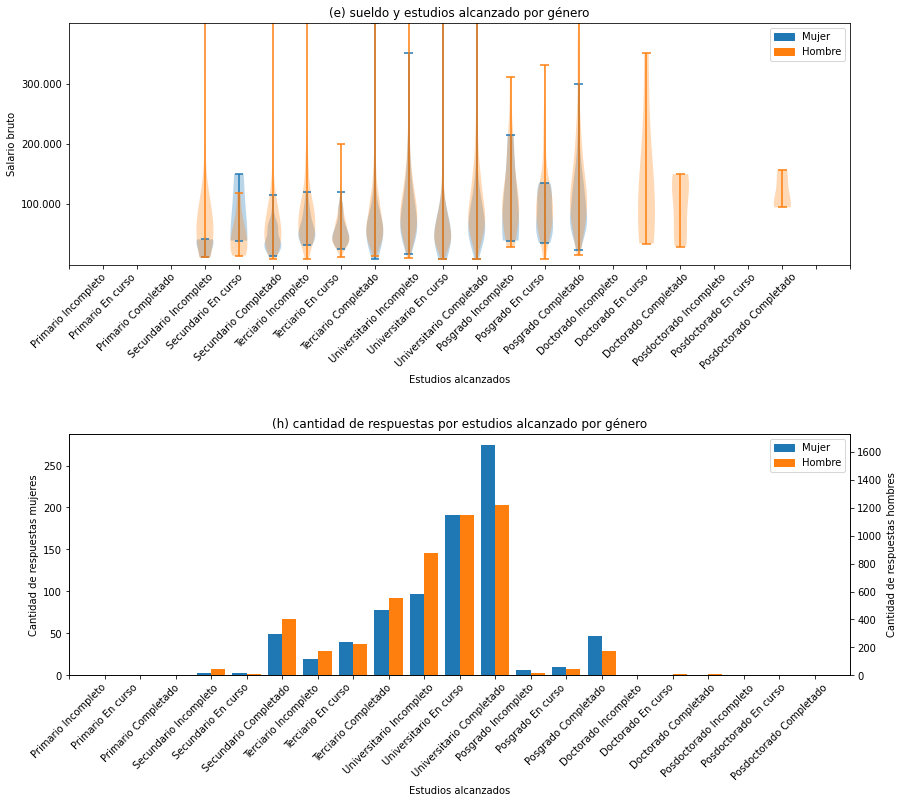 (e) sueldo y estudios alcanzado por género
Mujer
Hombre
Salario bruto
300.000
200.000
100.000
Primario Incompleto
Primario En curso
Primario Completado
Secundario Incompleto
Secundario En curso
Secundario Completado
Terciario Incompleto
Terciario En curso
Terciario Completado
Universitario Incompleto
Universitario En curso
Universitario Completado
Posgrado Incompleto
Posgrado En curso
Posgrado Completado
Doctorado Incompleto
Doctorado En curso
Doctorado Completado
Posdoctorado Incompleto
Posdoctorado En curso
Posdoctorado Completado
Estudios alcanzados
(h) cantidad de respuestas por estudios alcanzado por género
Mujer
Hombre
Cantidad de respuestas mujeres
250
200
150
100
50
0
1600
1400
1200
1000
800
600
400
200
0
Cantidad de respuestas hombres
Primario Incompleto
Primario En curso
Primario Completado
Secundario Incompleto
Secundario En curso
Secundario Completado
Terciario Incompleto
Terciario En curso
Terciario Completado
Universitario Incompleto
Universitario En curso
Universitario Completado
Posgrado Incompleto
Posgrado En curso
Posgrado Completado
Doctorado Incompleto
Doctorado En curso
Doctorado Completado
Posdoctorado Incompleto
Posdoctorado En curso
Posdoctorado Completado
Estudios alcanzados